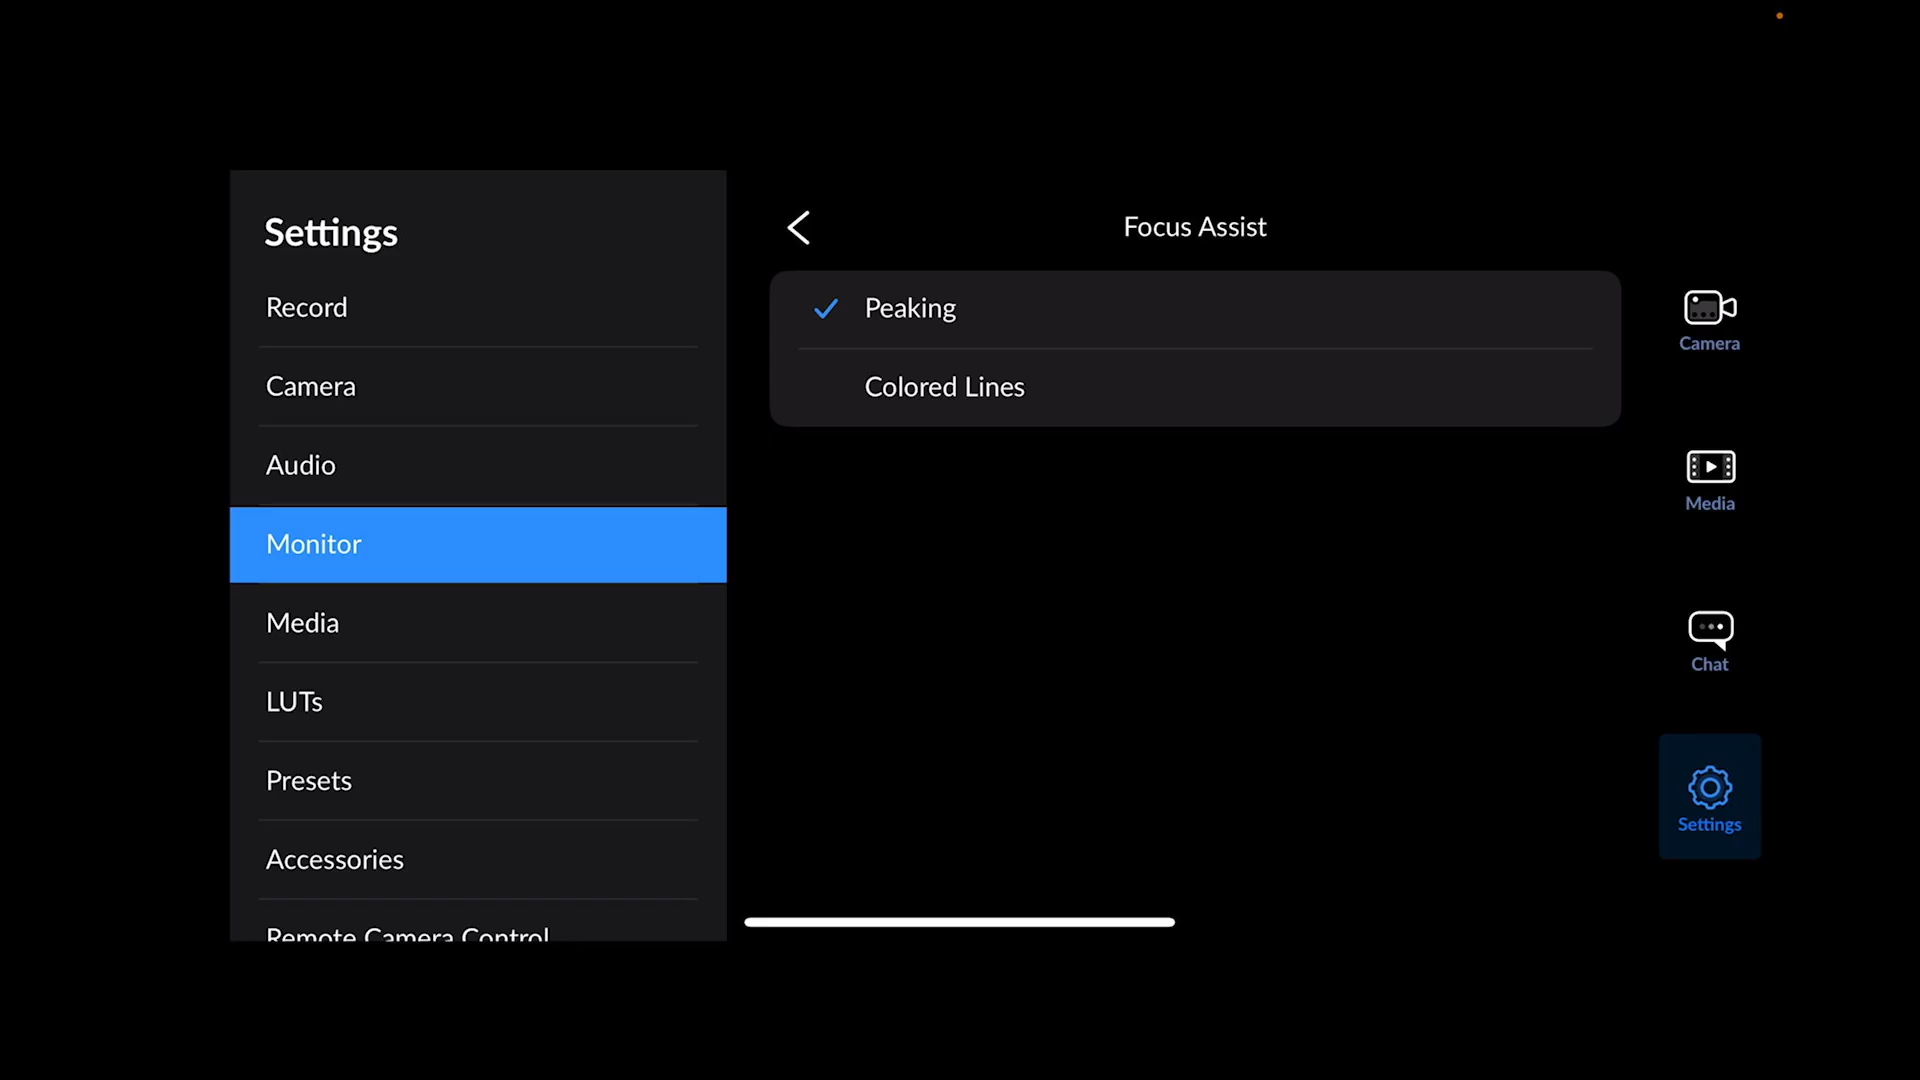 Settings
Record
Camera
Audio
Monitor
Media
LUTs
Presets
Accessories
Remote Camera Control
Focus Assist
Peaking
Colored Lines
Camera
Media
Chat
Settings